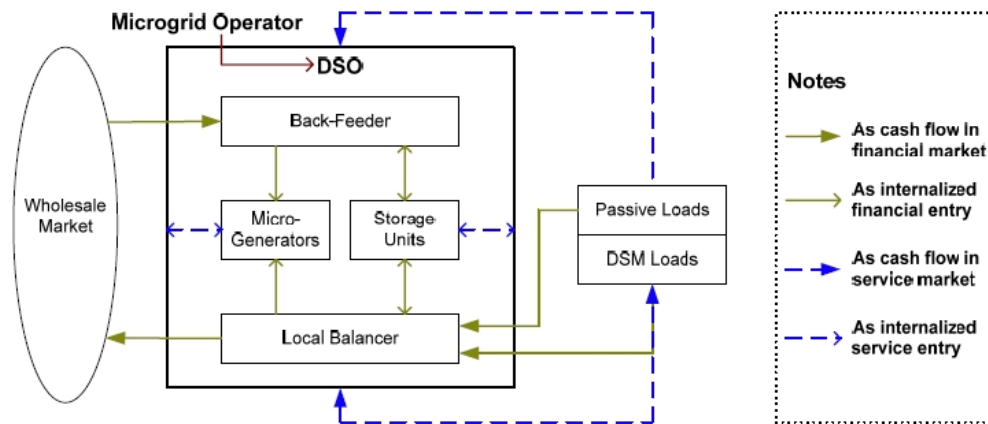 Microgrid Operator
DSO
Back-Feeder
Wholesale
Market
Micro-
Generators
Storage
Units
Local Balancer
Passive Loads
DSM Loads
Notes
As cash flow in
financial market
As internalized
financial entry
As cash flow in
service market
As internalized
service entry